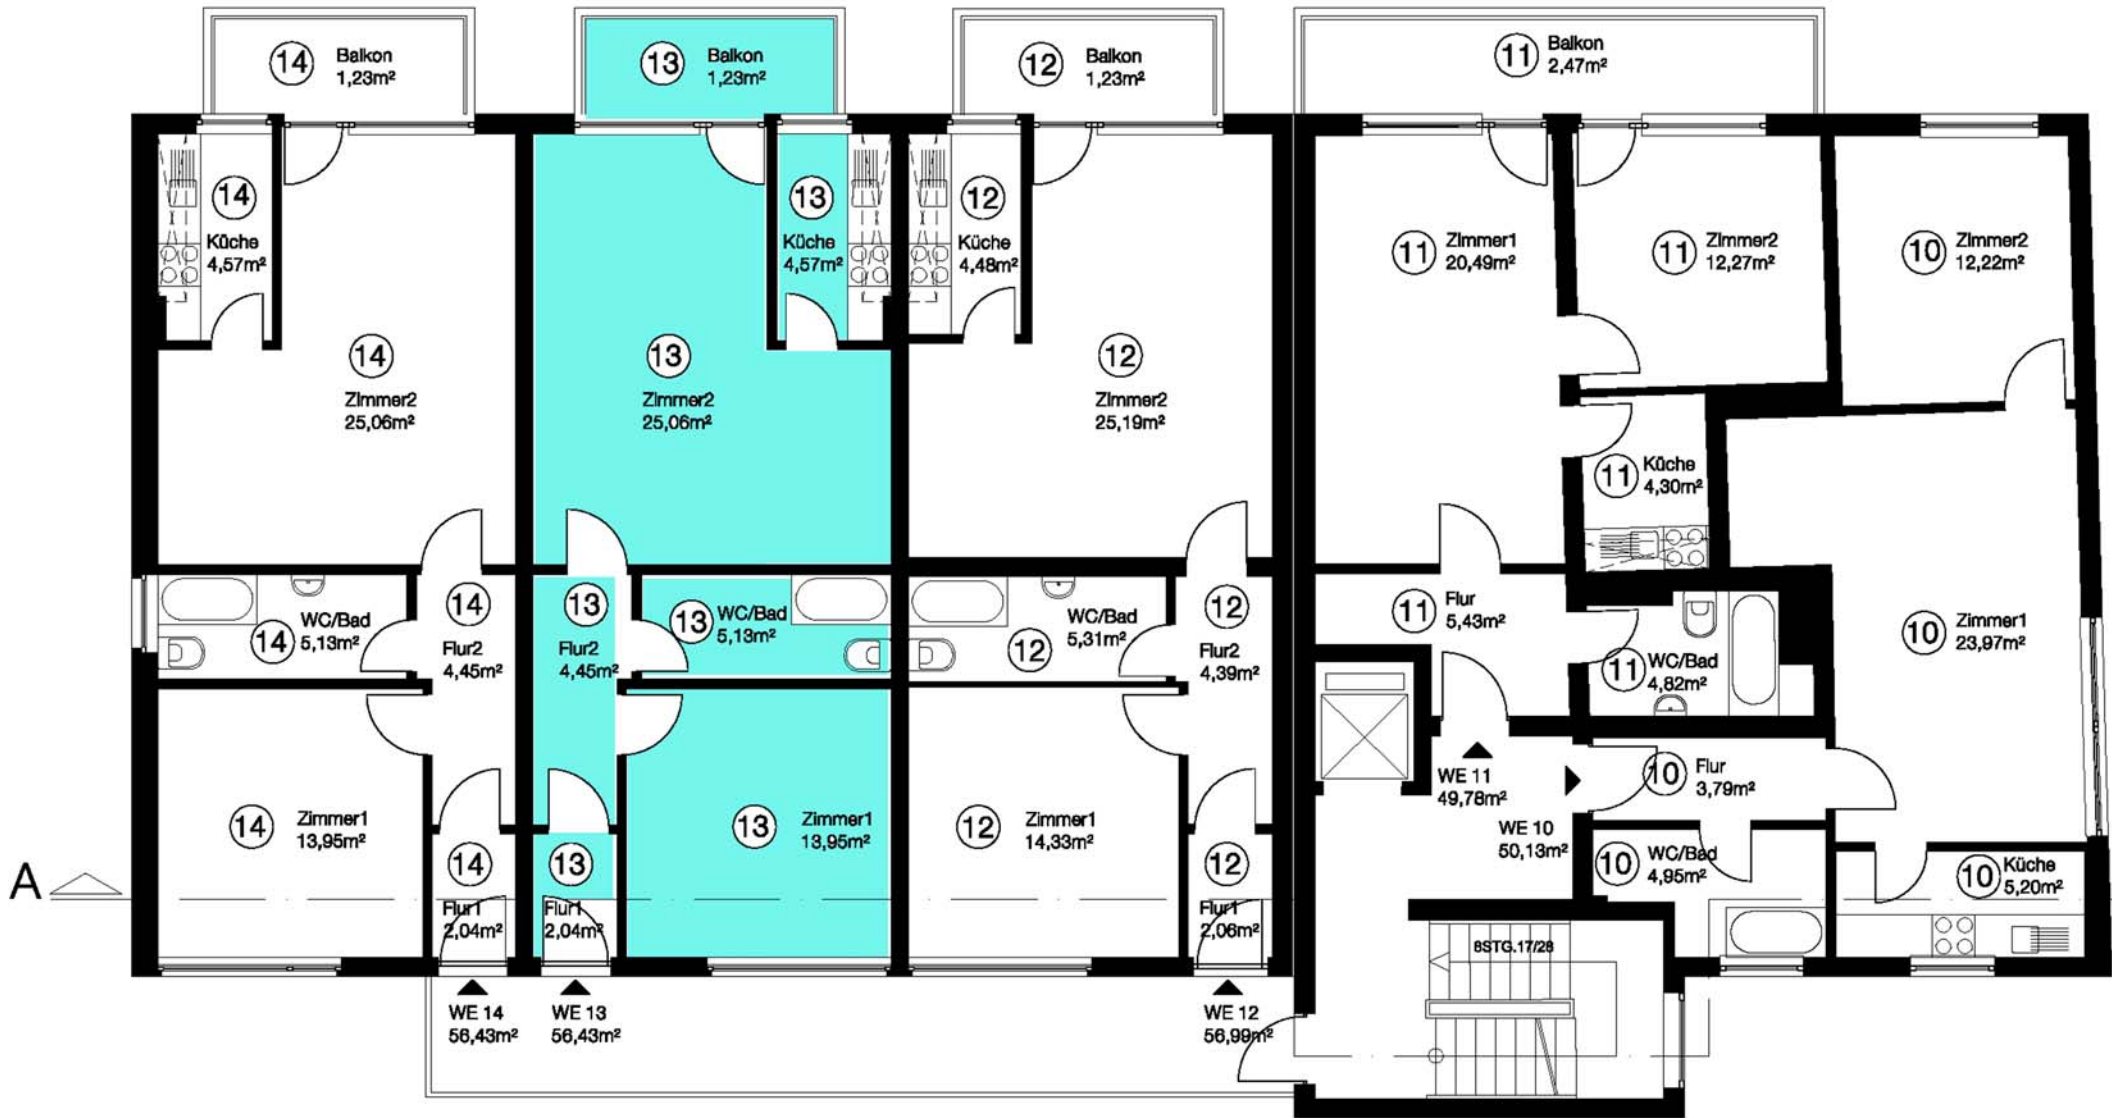 14
Balkon
1,23m²
13
Balkon
1,23m²
12
Balkon
1,23m²
11
Balkon
2,47m²
14
Küche
4,57m²
13
Küche
4,57m²
12
Küche
4,48m²
11
Zimmer1
20,49m²
11
Zimmer2
12,27m²
10
Zimmer2
12,22m²
14
Zimmer2
25,06m²
13
Zimmer2
25,06m²
12
Zimmer2
25,19m²
11
Küche
4,30m²
14
WC/Bad
5,13m²
14
Flur2
4,45m²
13
Flur2
4,45m²
13
WC/Bad
5,13m²
12
WC/Bad
5,31m²
12
Flur2
4,39m²
11
Flur
5,43m²
11
WC/Bad
4,82m²
10
Zimmer1
23,97m²
14
Zimmer1
13,95m²
14
Flur1
2,04m²
13
Flur1
2,04m²
13
Zimmer1
13,95m²
12
Zimmer1
14,33m²
12
Flur1
2,06m²
WE 11
49,78m²
WE 10
50,13m²
10
Flur
3,79m²
10
WC/Bad
4,95m²
10
Küche
5,20m²
A
8STG.17/28
WE 14
56,43m²
WE 13
56,43m²
WE 12
56,99m²